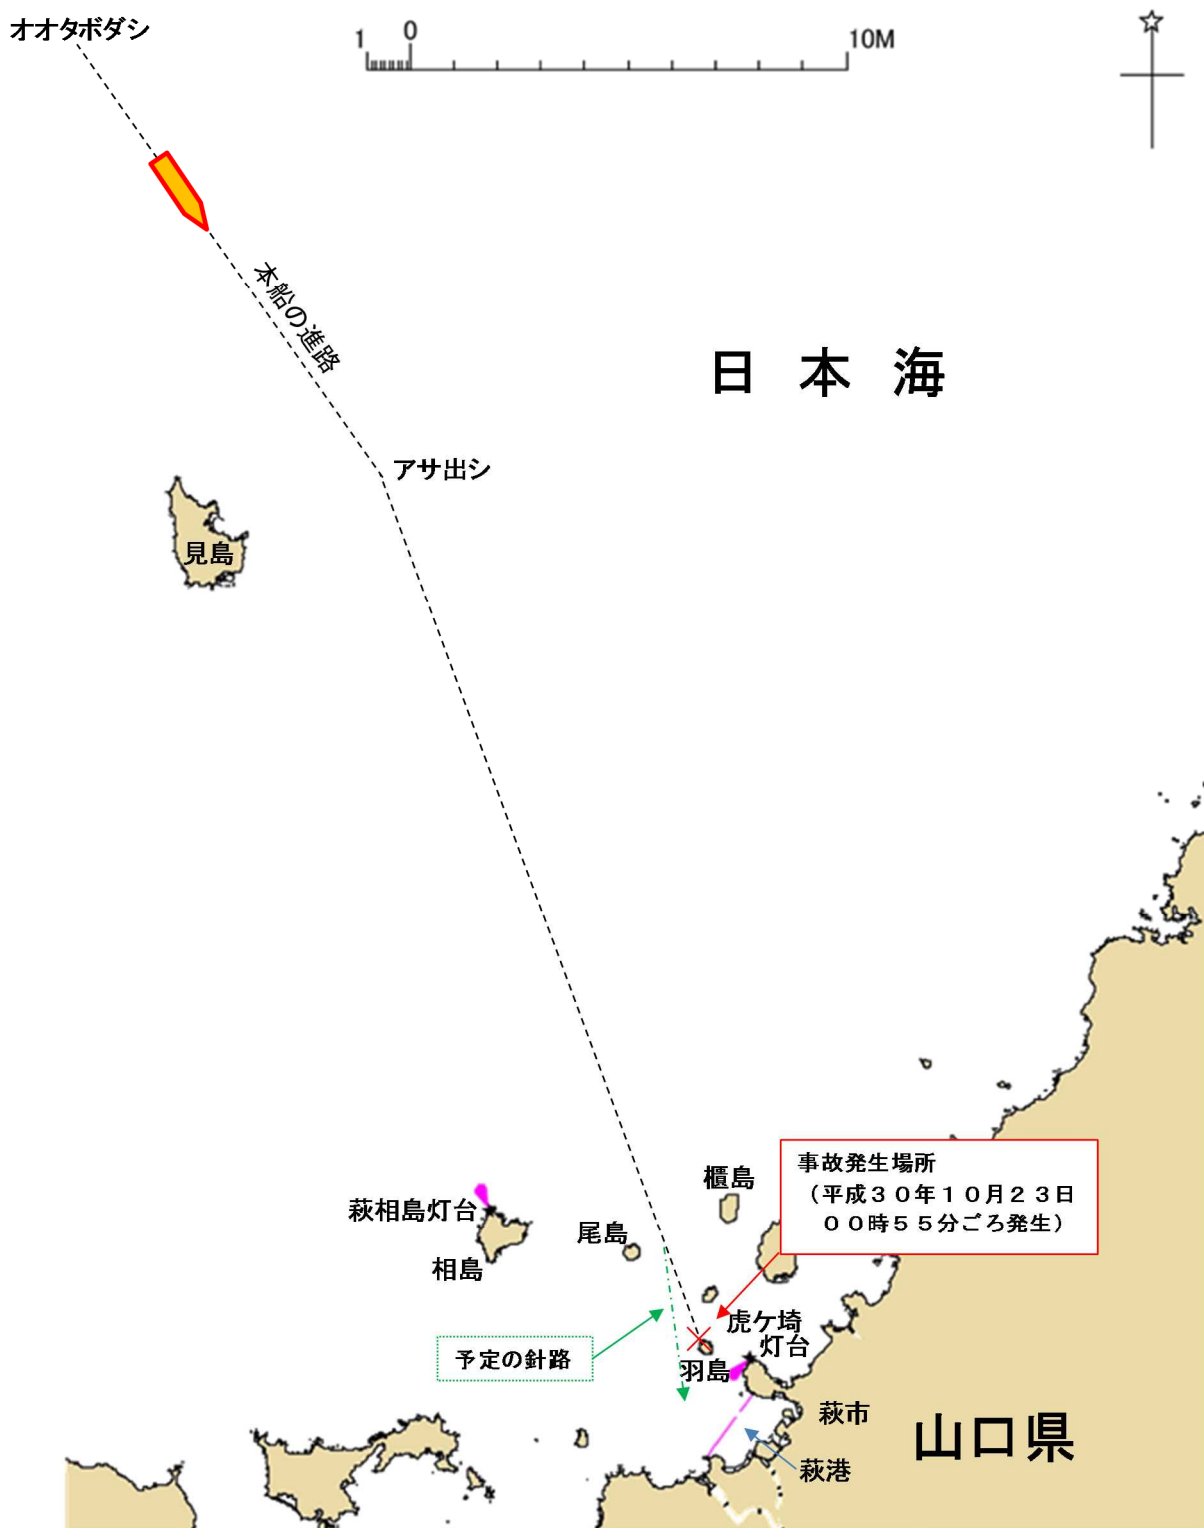 オオタボダシ
1 0 10M
本船の進路
日 本 海
アサ出シ
見島
事故発生場所
（平成３０年１０月２３日
００時５５分ごろ発生）
櫃島
萩相島灯台
尾島
相島
虎ケ埼
灯台
予定の針路
羽島
萩市
山口県
萩港